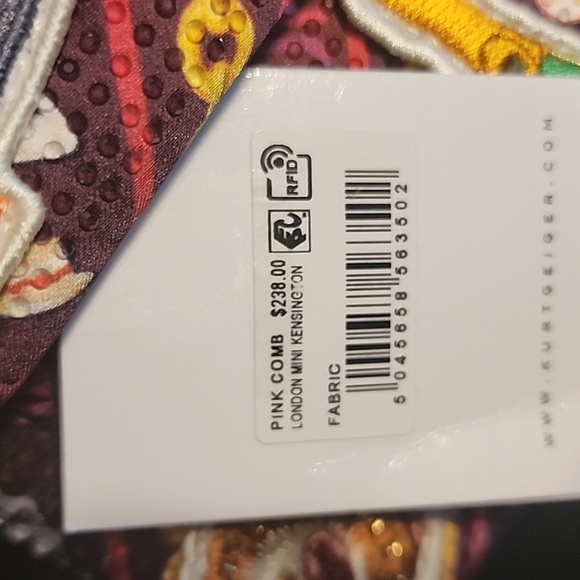 RFID
PINK COMB $238.00
LONDON MINI KENSINGTON
FABRIC
5 045658 563502
WWW.KURTGEIGER.COM